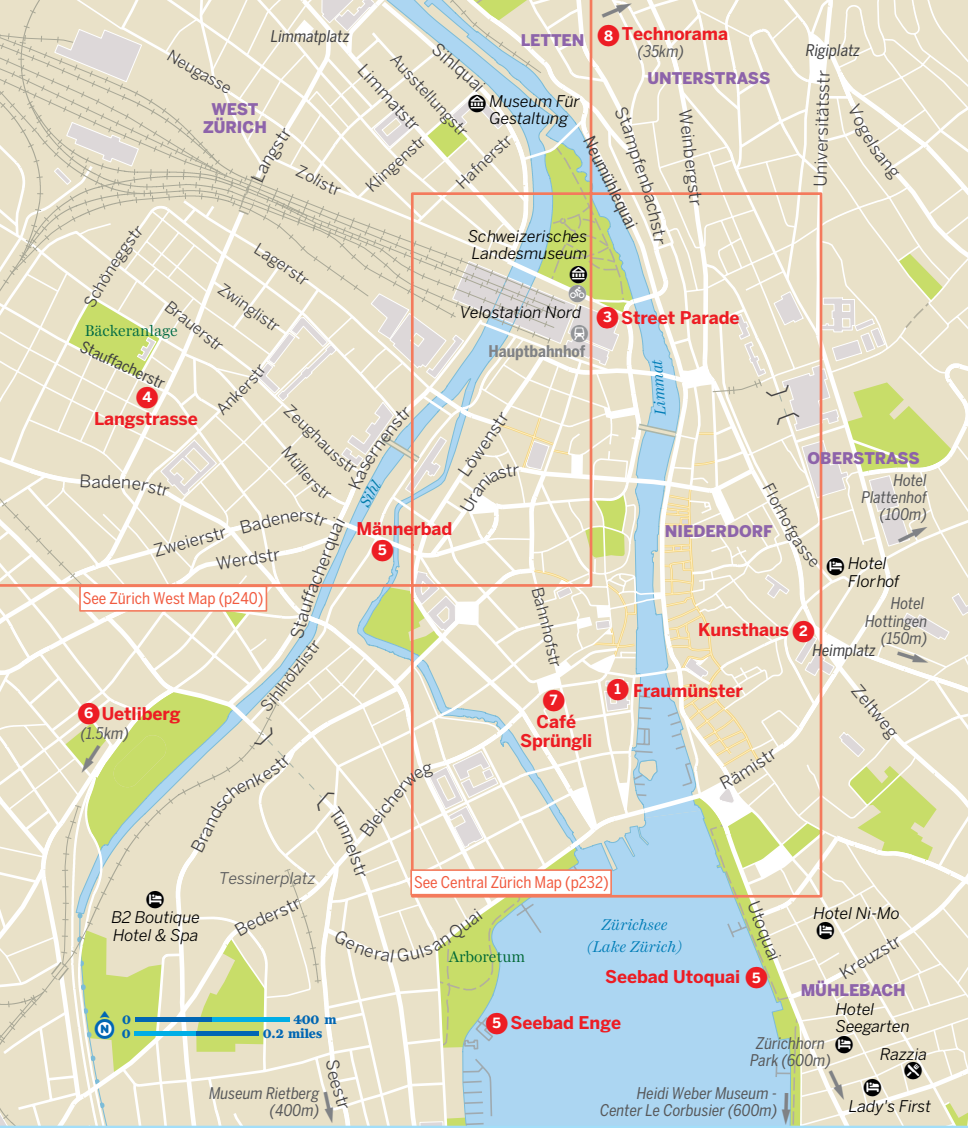 Limmatplatz
LETTEN
8 Technorama
(35km)
Rigiplatz
UNTERSTRASS
Neugasse
Sihlquai
Ausstellungstr
Limmatstr
WEST
ZÜRICH
Museum Für
Gestaltung
Stampfenbachstr
Weinbergstr
Universitätsstr
Vogelsang
Langstr
Zolistr
Klingenstr
Hafnerstr
Neumühlequai
Schöneggstr
Lagerstr
Schweizerisches
Landesmuseum
Zwinglistr
Brauerstr
Velostation Nord
3 Street Parade
Bäckeranlage
Hauptbahnhof
Stauffacherstr
Limmat
4
Langstrasse
Ankerstr
Zeughausstr
Kasernenstr
Löwenstr
Uraniastr
OBERSTRASS
Hotel
Plattenhof
(100m)
Müllerstr
Badenerstr
Sihl
Florhofgasse
Zweierstr
Badenerstr
Männerbad
5
NIEDERDORF
Werdstr
Stauffacherquai
Hotel
Florhof
See Zürich West Map (p240)
Bahnhofstr
Hotel
Hottingen
(150m)
Kunsthaus 2
Heimplatz
Sihlhölzlistr
1 Fraumünster
Zeltweg
6 Uetliberg
(1.5km)
7
Café
Sprüngli
Rämistr
Brandschenkestr
Bleicherweg
Tunnelstr
Tessinerplatz
See Central Zürich Map (p232)
B2 Boutique
Hotel & Spa
Bederstr
General Gulsan Quai
Utoquai
Hotel Ni-Mo
Zürichsee
(Lake Zürich)
Kreuzstr
Arboretum
Seebad Utoquai 5
MÜHLEBACH
N
0 400 m
0 0.2 miles
5 Seebad Enge
Hotel
Seegarten
Zürichhorn
Park (600m)
Razzia
Seestr
Museum Rietberg
(400m)
Heidi Weber Museum -
Center Le Corbusier (600m)
Lady's First